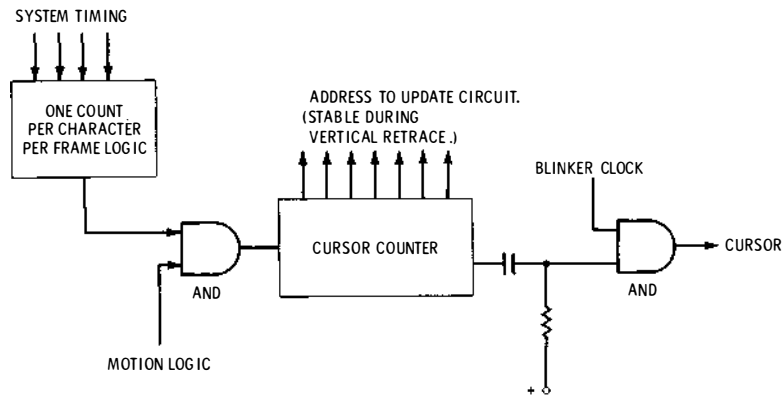 SYSTEM TIMING
ONE COUNT
PER CHARACTER
PER FRAME LOGIC
ADDRESS TO UPDATE CIRCUIT.
(STABLE DURING
VERTICAL RETRACE.)
BLINKER CLOCK
CURSOR COUNTER
CURSOR
AND
AND
MOTION LOGIC
+